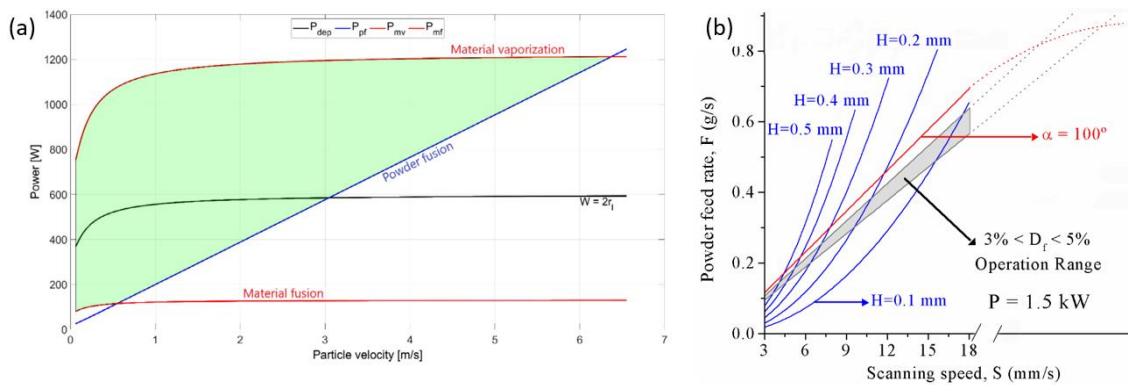 (a)
P_dep P_pf P_mv P_mf
1400
1200
1000
800
600
400
200
0
Power [W]
Material vaporization
Powder fusion
W = 2r_l
Material fusion
0 1 2 3 4 5 6 7
Particle velocity [m/s]
(b)
0.8
0.6
0.4
0.2
0.0
Powder feed rate, F (g/s)
H=0.2 mm
H=0.3 mm
H=0.4 mm
H=0.5 mm
α = 100º
3% < D_f < 5%
Operation Range
H=0.1 mm
P = 1.5 kW
3 6 9 12 15 18
Scanning speed, S (mm/s)